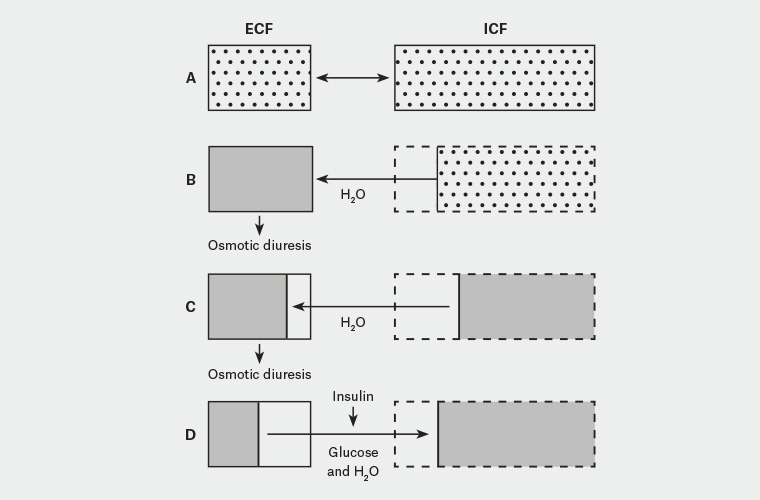 ECF ICF
A
B
H₂O
Osmotic diuresis
C
H₂O
Osmotic diuresis
Insulin
D
Glucose
and H₂O